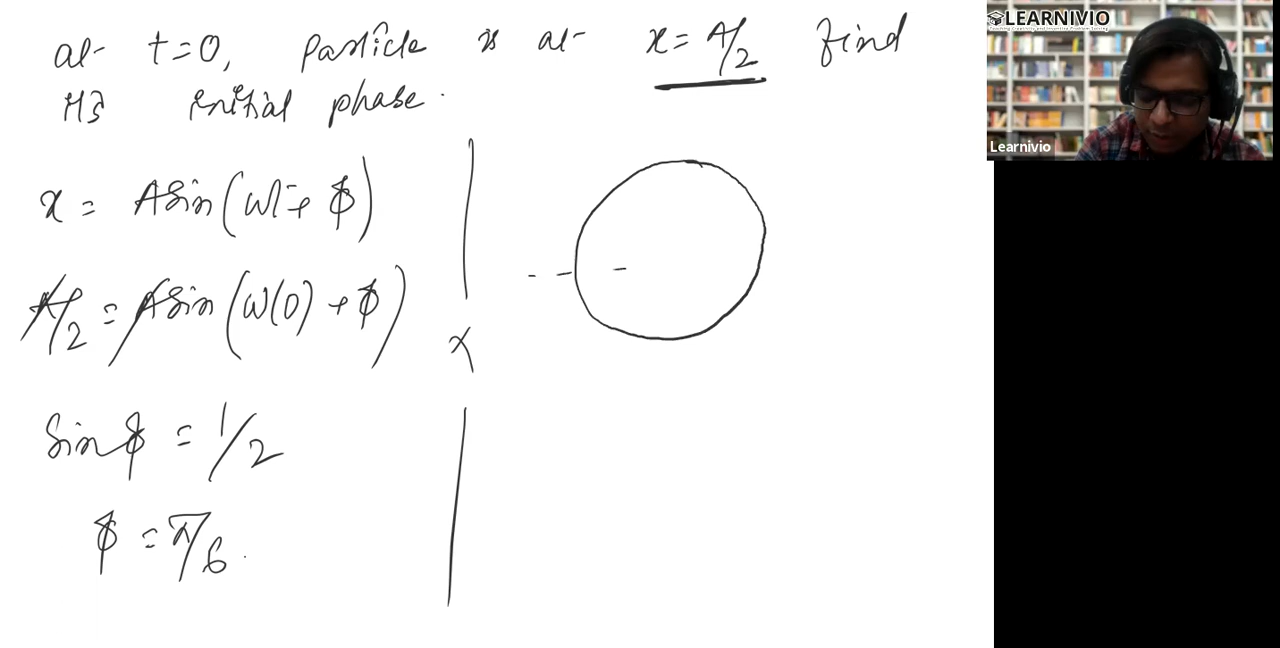 at t=0, particle is at x = A/2 find
its initial phase.
x = A sin(ωt + φ)
A/2 = A sin(ω(0) + φ)
sin φ = 1/2
φ = π/6.
x
LEARNIVIO
Learnivio